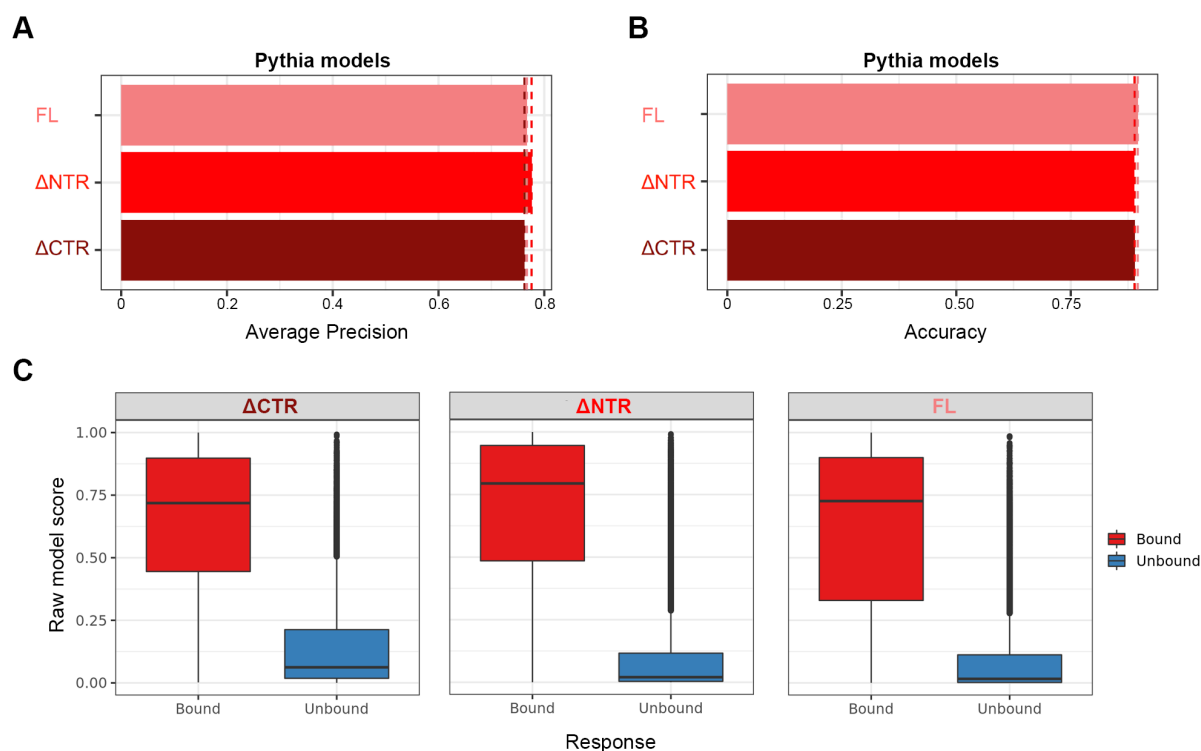 A
Pythia models
FL
ΔNTR
ΔCTR
0 0.2 0.4 0.6 0.8
Average Precision
B
Pythia models
FL
ΔNTR
ΔCTR
0 0.25 0.50 0.75
Accuracy
C
ΔCTR ΔNTR FL
Raw model score
1.00
0.75
0.50
0.25
0.00
Bound Unbound Bound Unbound Bound Unbound
Response
Bound
Unbound